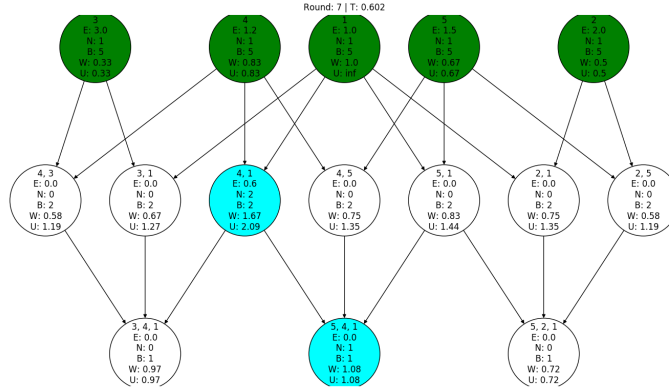 Round: 7 | T: 0.602
3
E: 3.0
N: 1
B: 5
W: 0.33
U: 0.33
4
E: 1.2
N: 1
B: 5
W: 0.83
U: 0.83
1
E: 1.0
N: 1
B: 5
W: 1.0
U: inf
5
E: 1.5
N: 1
B: 5
W: 0.67
U: 0.67
2
E: 2.0
N: 1
B: 5
W: 0.5
U: 0.5
4, 3
E: 0.0
N: 0
B: 2
W: 0.58
U: 1.19
3, 1
E: 0.0
N: 0
B: 2
W: 0.67
U: 1.27
4, 1
E: 0.6
N: 2
B: 2
W: 1.67
U: 2.09
4, 5
E: 0.0
N: 0
B: 2
W: 0.75
U: 1.35
5, 1
E: 0.0
N: 0
B: 2
W: 0.83
U: 1.44
2, 1
E: 0.0
N: 0
B: 2
W: 0.75
U: 1.35
2, 5
E: 0.0
N: 0
B: 2
W: 0.58
U: 1.19
3, 4, 1
E: 0.0
N: 0
B: 1
W: 0.97
U: 0.97
5, 4, 1
E: 0.0
N: 1
B: 1
W: 1.08
U: 1.08
5, 2, 1
E: 0.0
N: 0
B: 1
W: 0.72
U: 0.72